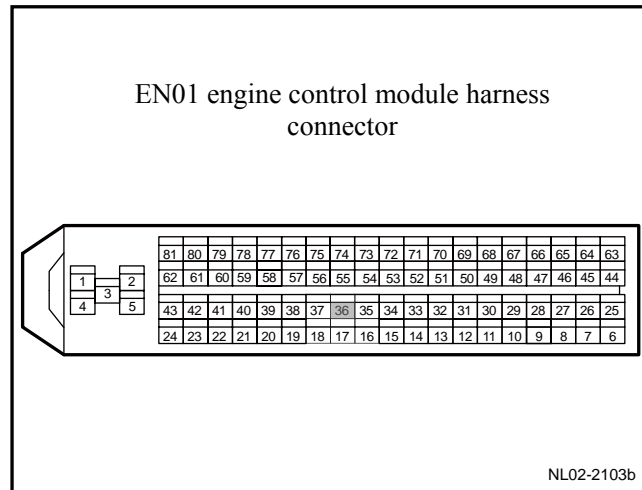 EN01 engine control module harness
connector
81 80 79 78 77 76 75 74 73 72 71 70 69 68 67 66 65 64 63
1 2 62 61 60 59 58 57 56 55 54 53 52 51 50 49 48 47 46 45 44
3
4 5 43 42 41 40 39 38 37 36 35 34 33 32 31 30 29 28 27 26 25
24 23 22 21 20 19 18 17 16 15 14 13 12 11 10 9 8 7 6
NL02-2103b